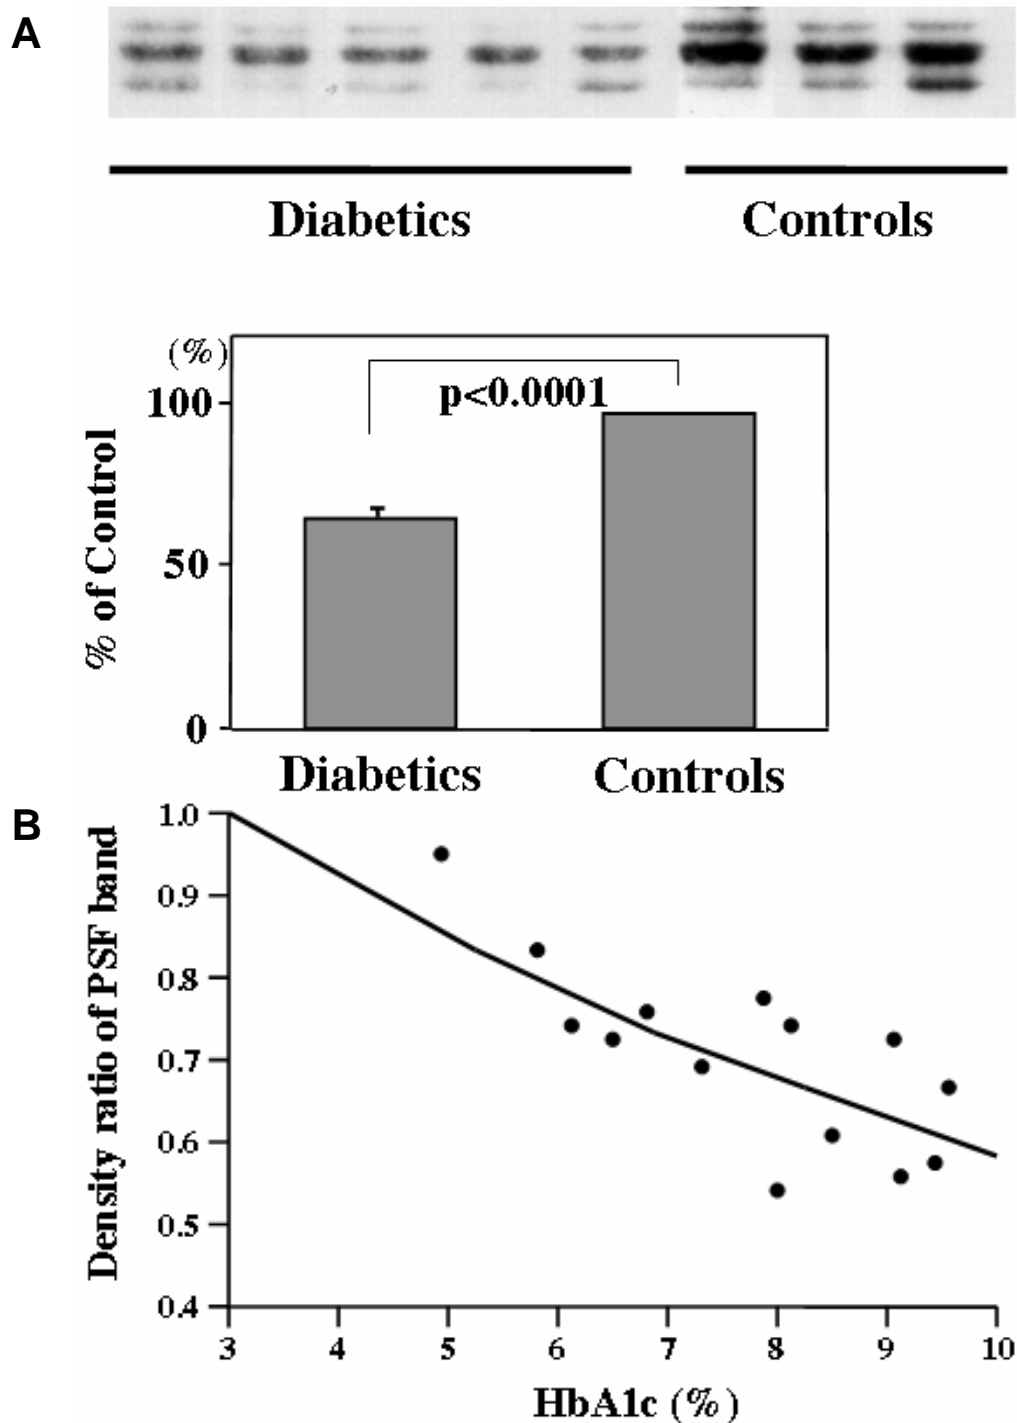 A
Diabetics Controls
(%)
p<0.0001
100
50
0
% of Control
Diabetics Controls
B
1.0
0.9
0.8
0.7
0.6
0.5
0.4
Density ratio of PSF band
3 4 5 6 7 8 9 10
HbA1c (%)